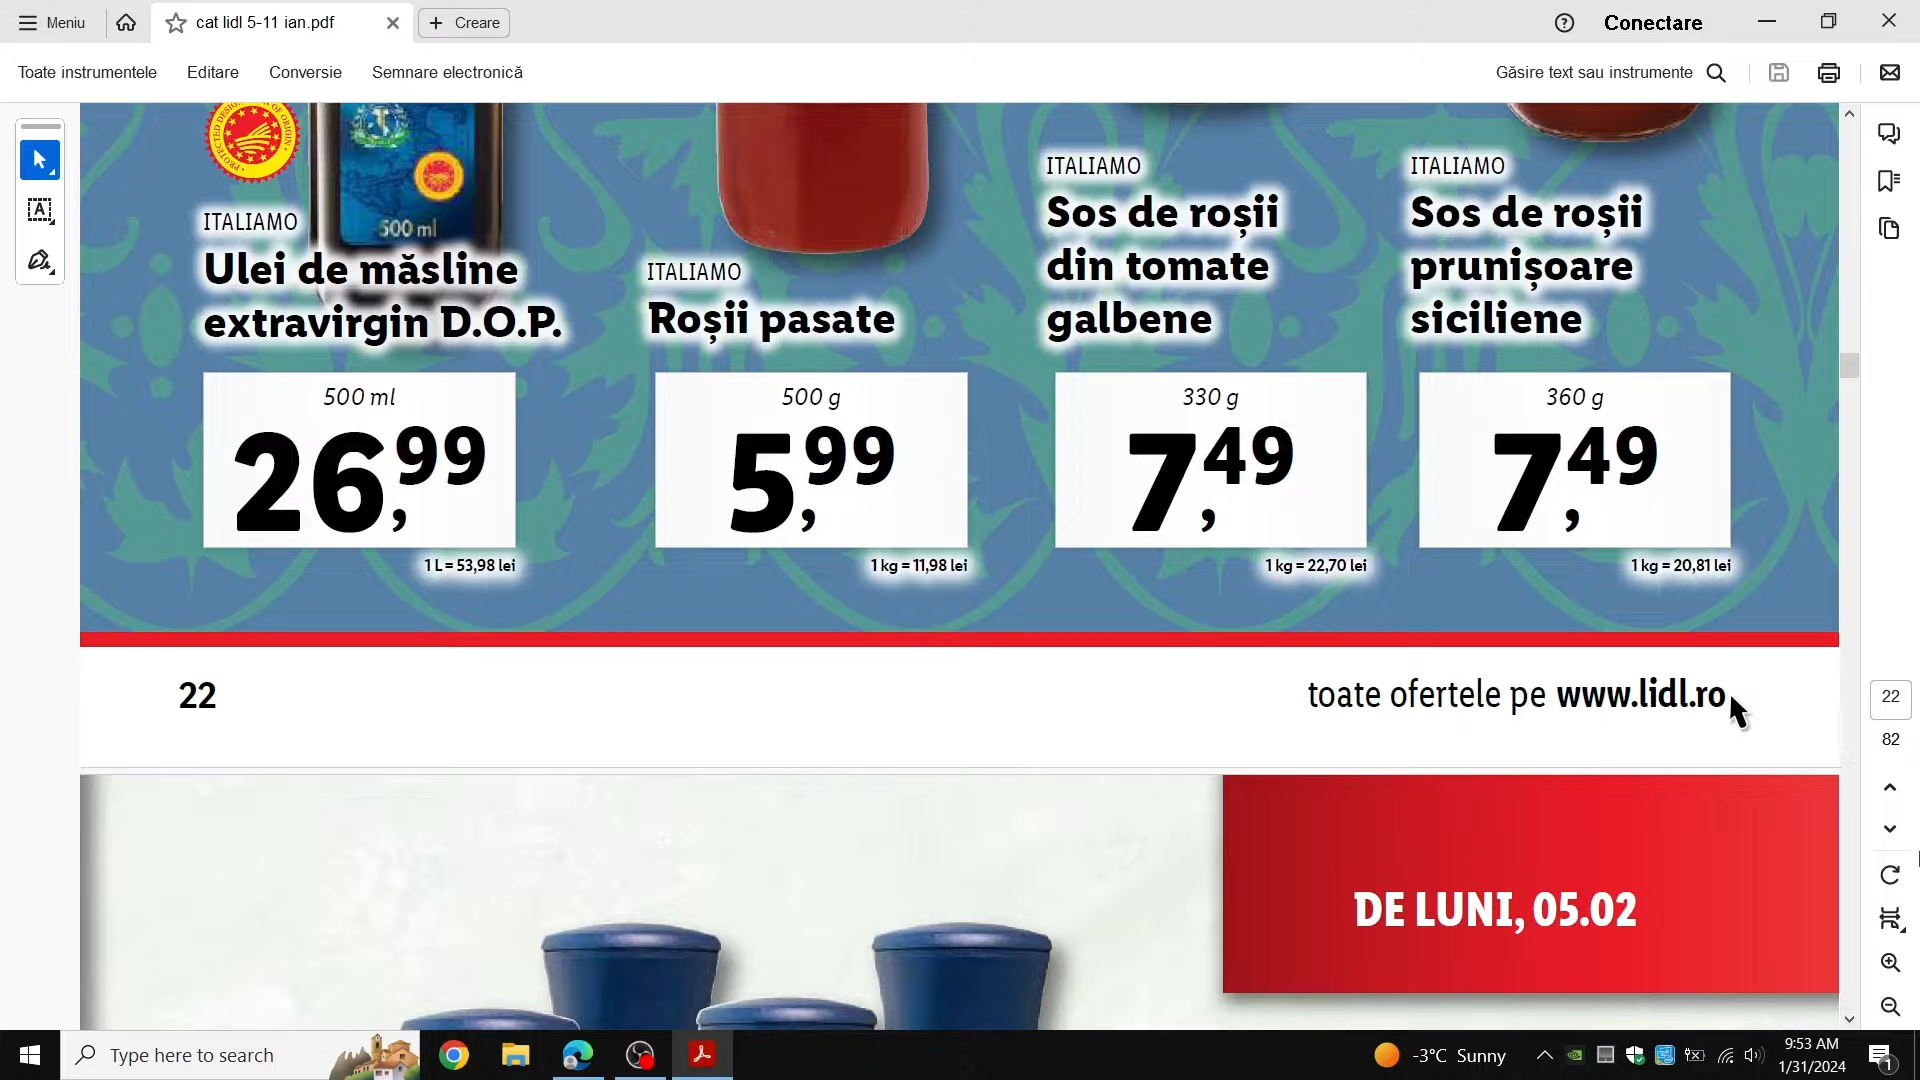 Meniu
cat lidl 5-11 ian.pdf
Creare
Conectare
Toate instrumentele
Editare
Conversie
Semnare electronică
Găsire text sau instrumente
PROTECTED DESIGNATION OF ORIGIN
500 ml
ITALIAMO
Ulei de măsline
extravirgin D.O.P.
500 ml
26,99
1 L = 53,98 lei
ITALIAMO
Roșii pasate
500 g
5,99
1 kg = 11,98 lei
ITALIAMO
Sos de roșii
din tomate
galbene
330 g
7,49
1 kg = 22,70 lei
ITALIAMO
Sos de roșii
prunișoare
siciliene
360 g
7,49
1 kg = 20,81 lei
22
toate ofertele pe www.lidl.ro
DE LUNI, 05.02
22
82
Type here to search
-3°C Sunny
9:53 AM
1/31/2024
1